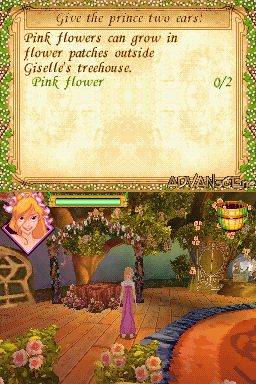 Give the prince two ears!
Pink flowers can grow in
flower patches outside
Giselle's treehouse.
Pink flower 0/2